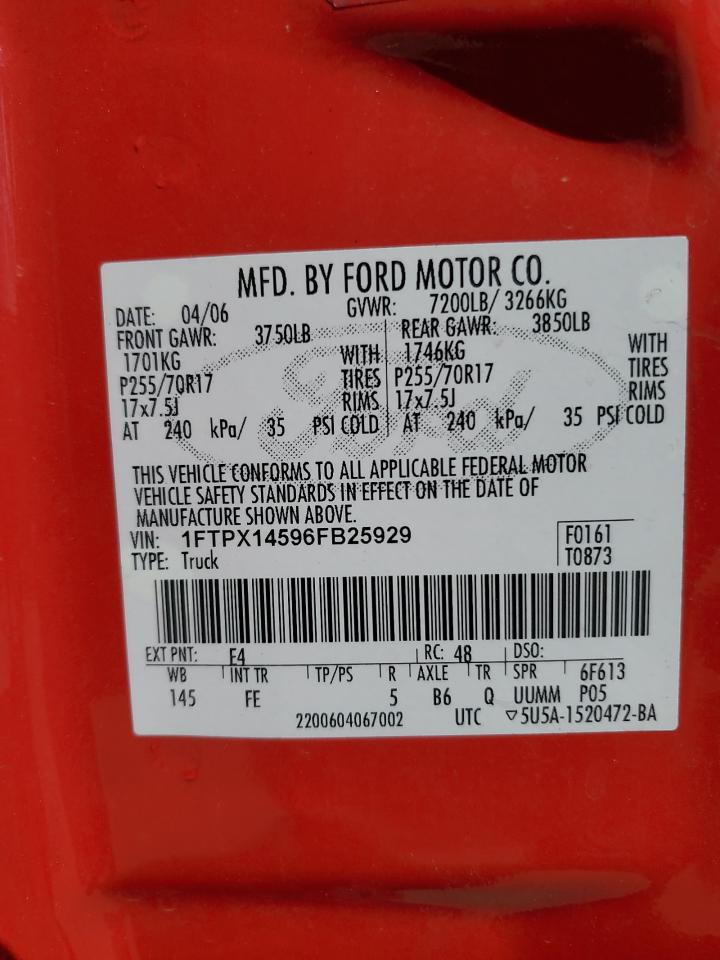 MFD. BY FORD MOTOR CO.
DATE: 04/06 GVWR: 7200LB/ 3266KG
FRONT GAWR: 3750LB REAR GAWR: 3850LB
1701KG WITH 1746KG WITH
P255/70R17 TIRES P255/70R17 TIRES
17x7.5J RIMS 17x7.5J RIMS
AT 240 kPa/ 35 PSI COLD AT 240 kPa/ 35 PSI COLD
Ford
THIS VEHICLE CONFORMS TO ALL APPLICABLE FEDERAL MOTOR
VEHICLE SAFETY STANDARDS IN EFFECT ON THE DATE OF
MANUFACTURE SHOWN ABOVE.
VIN: 1FTPX14596FB25929 F0161
TYPE: Truck T0873
EXT PNT: E4 RC: 48 DSO:
WB INT TR TP/PS R AXLE TR SPR 6F613
145 FE 5 B6 Q UUMM P05
2200604067002 UTC ▽5U5A-1520472-BA